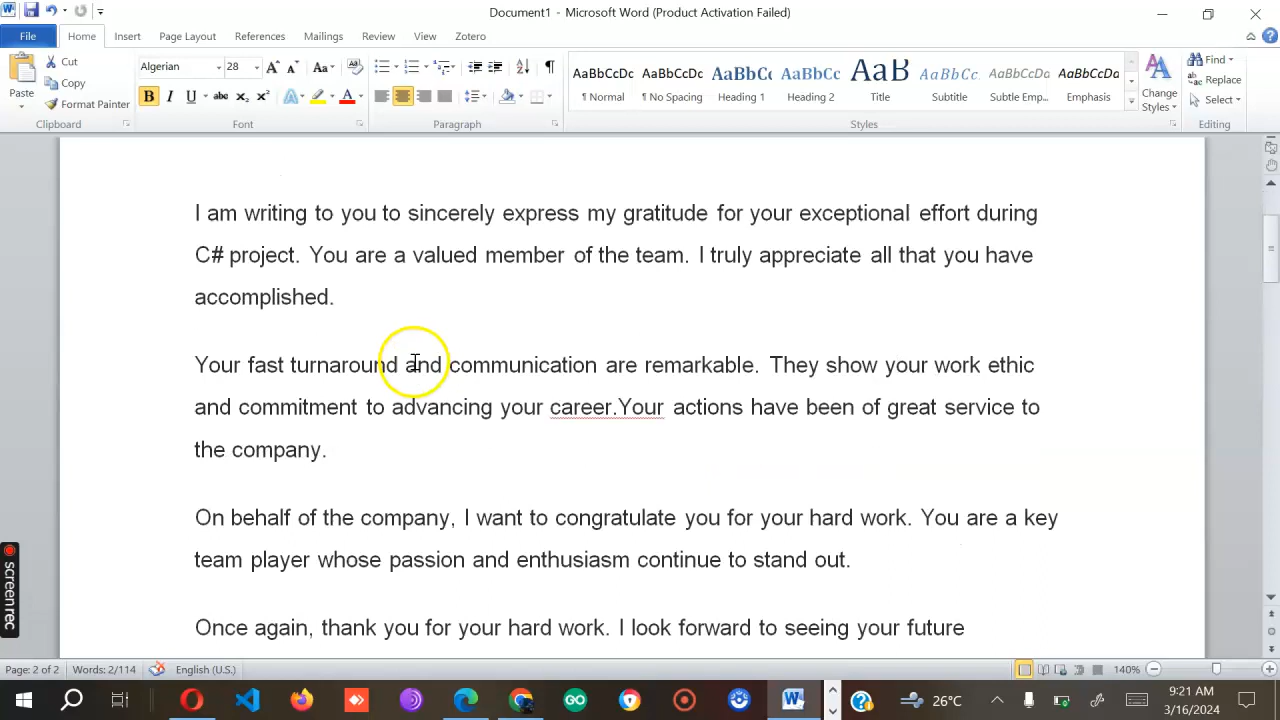 Document1 - Microsoft Word (Product Activation Failed)
File Home Insert Page Layout References Mailings Review View Zotero
Cut
Copy
Format Painter
Paste
Clipboard
Algerian 28
Font
Paragraph
AaBbCcDc AaBbCcDc AaBbCc AaBbCc AaB AaBbCc. AaBbCcDc AaBbCcDc
¶ Normal ¶ No Spacing Heading 1 Heading 2 Title Subtitle Subtle Emp... Emphasis
Change Styles
Styles
Find
Replace
Select
Editing
I am writing to you to sincerely express my gratitude for your exceptional effort during
C# project. You are a valued member of the team. I truly appreciate all that you have
accomplished.
Your fast turnaround and communication are remarkable. They show your work ethic
and commitment to advancing your career.Your actions have been of great service to
the company.
On behalf of the company, I want to congratulate you for your hard work. You are a key
team player whose passion and enthusiasm continue to stand out.
Once again, thank you for your hard work. I look forward to seeing your future
screen rec
Page: 2 of 2 Words: 2/114 English (U.S.) 140%
26°C
9:21 AM
3/16/2024